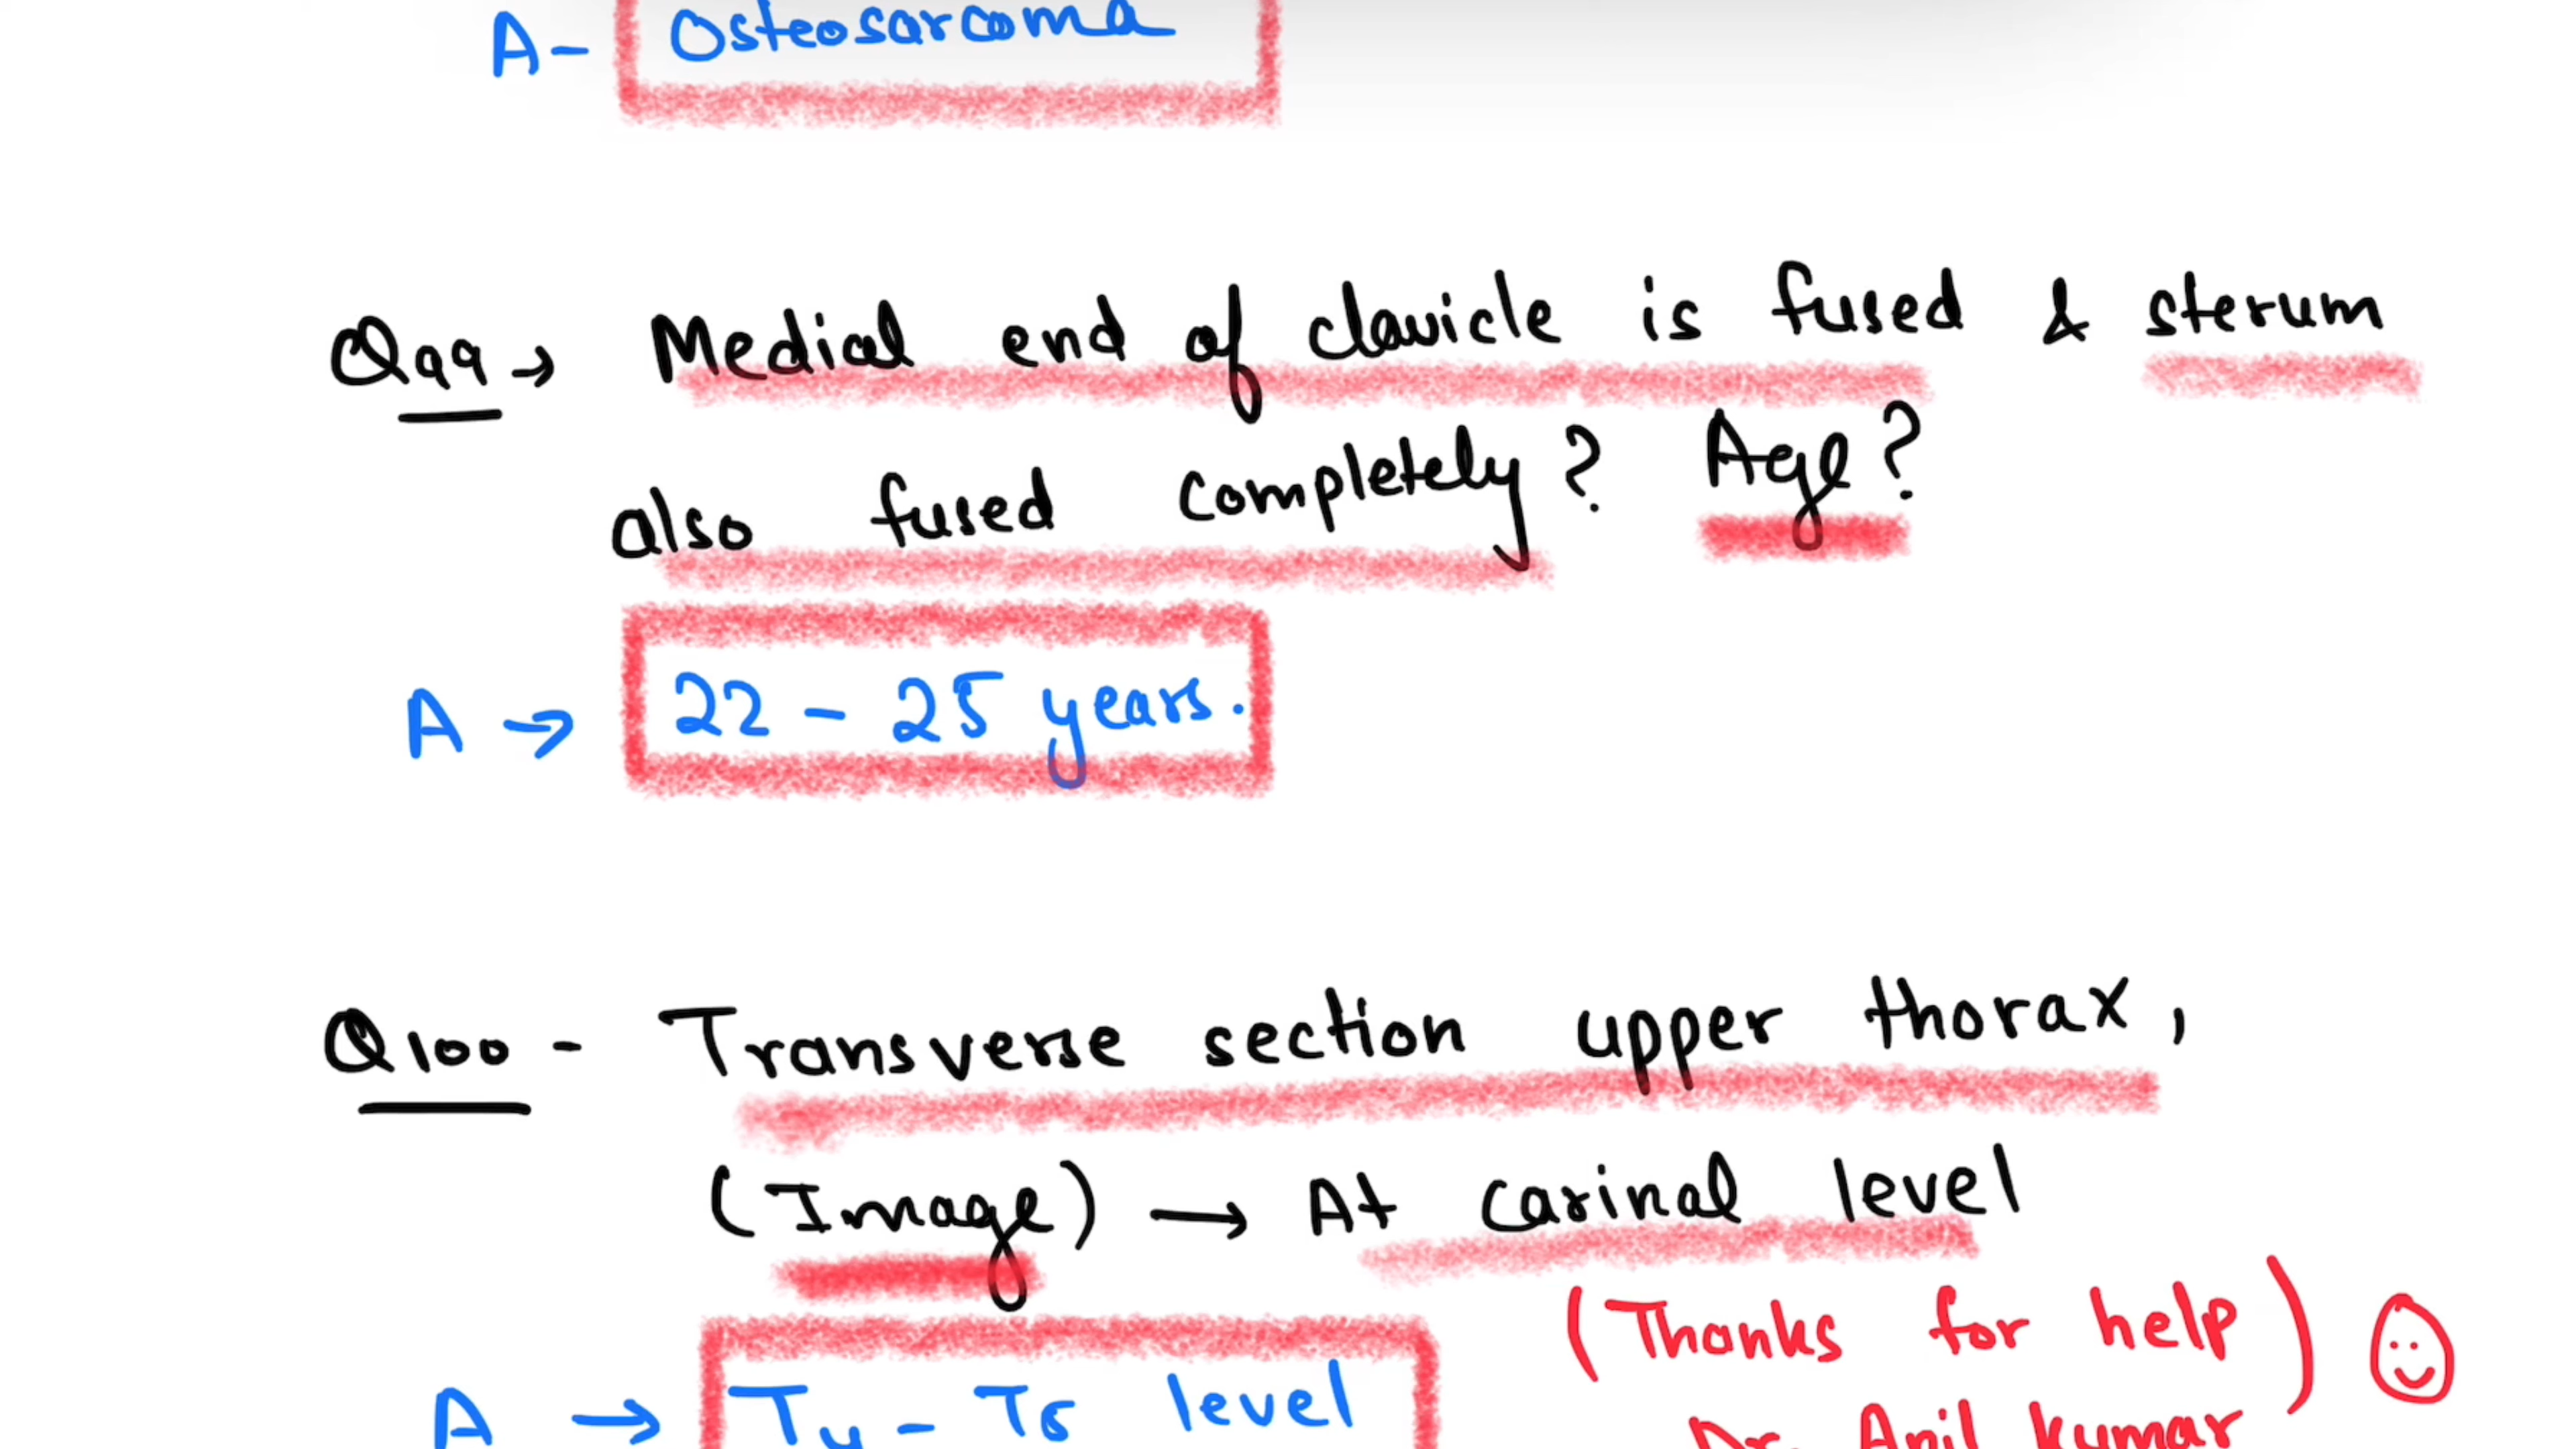 A- Osteosarcoma
Q99→ Medial end of clavicle is fused & sterum
also fused completely? Age?
A → 22 - 25 years.
Q100 - Transverse section upper thorax,
(Image) → At carinal level
(Thanks for help)
A → T4 - T5 level
Dr. Anil Kumar